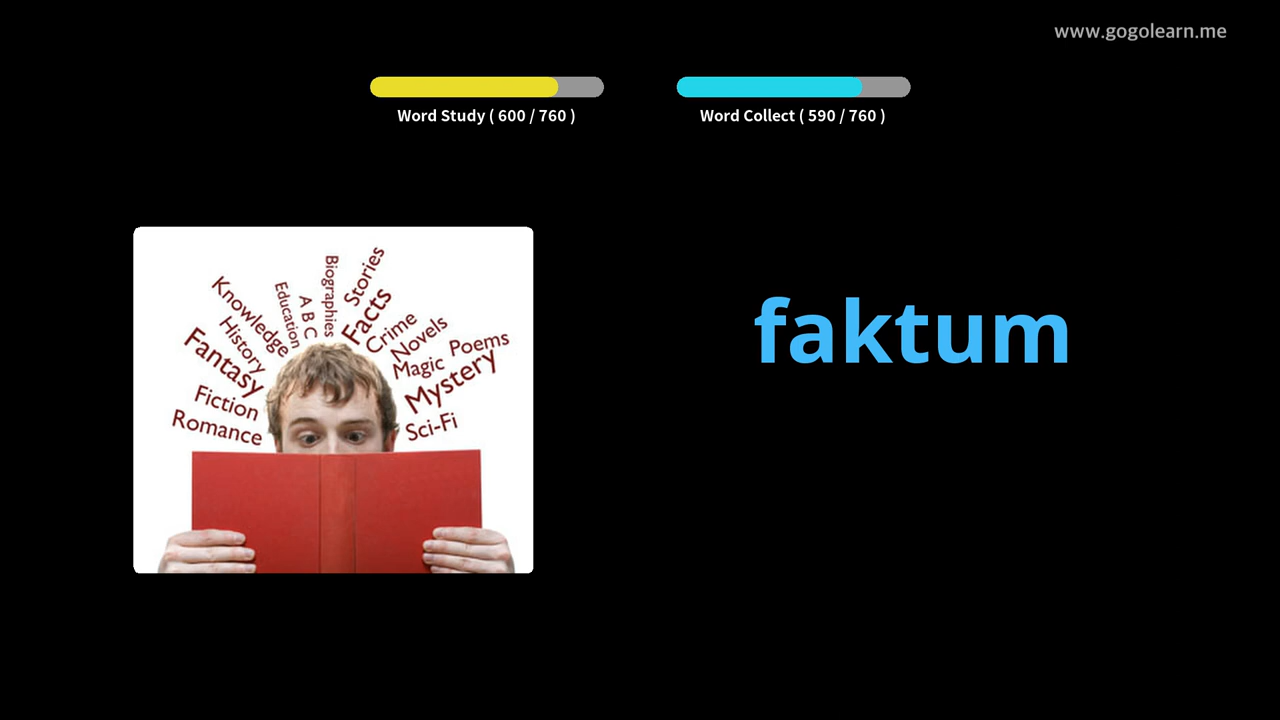 www.gogolearn.me
Word Study ( 600 / 760 )
Word Collect ( 590 / 760 )
faktum
Biographies
Stories
Education
A B C
Facts
Knowledge
Crime
History
Novels
Poems
Fantasy
Magic
Mystery
Fiction
Romance
Sci-Fi